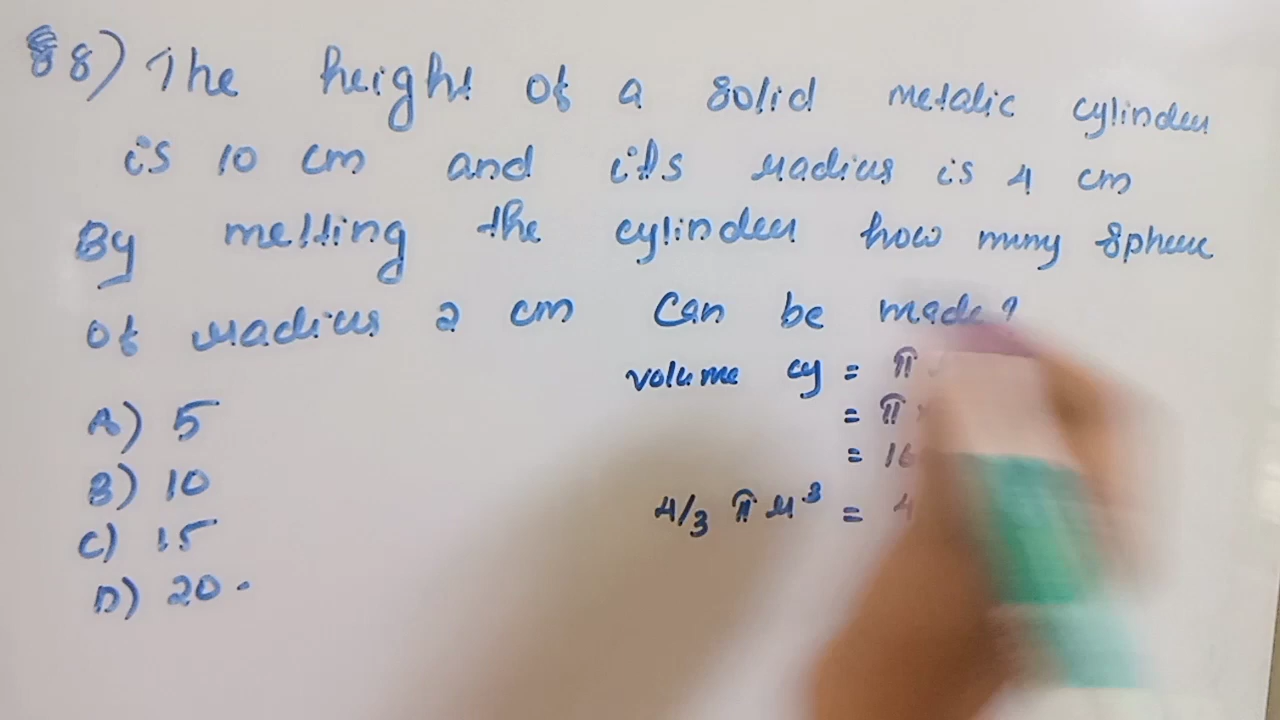 88) The height of a solid metalic cylinder
is 10 cm and its radius is 4 cm
By melting the cylinder how many sphere
of radius 2 cm can be made?
volume cy = π
= π
= 16
4/3 π r³ = 4
A) 5
B) 10
C) 15
D) 20